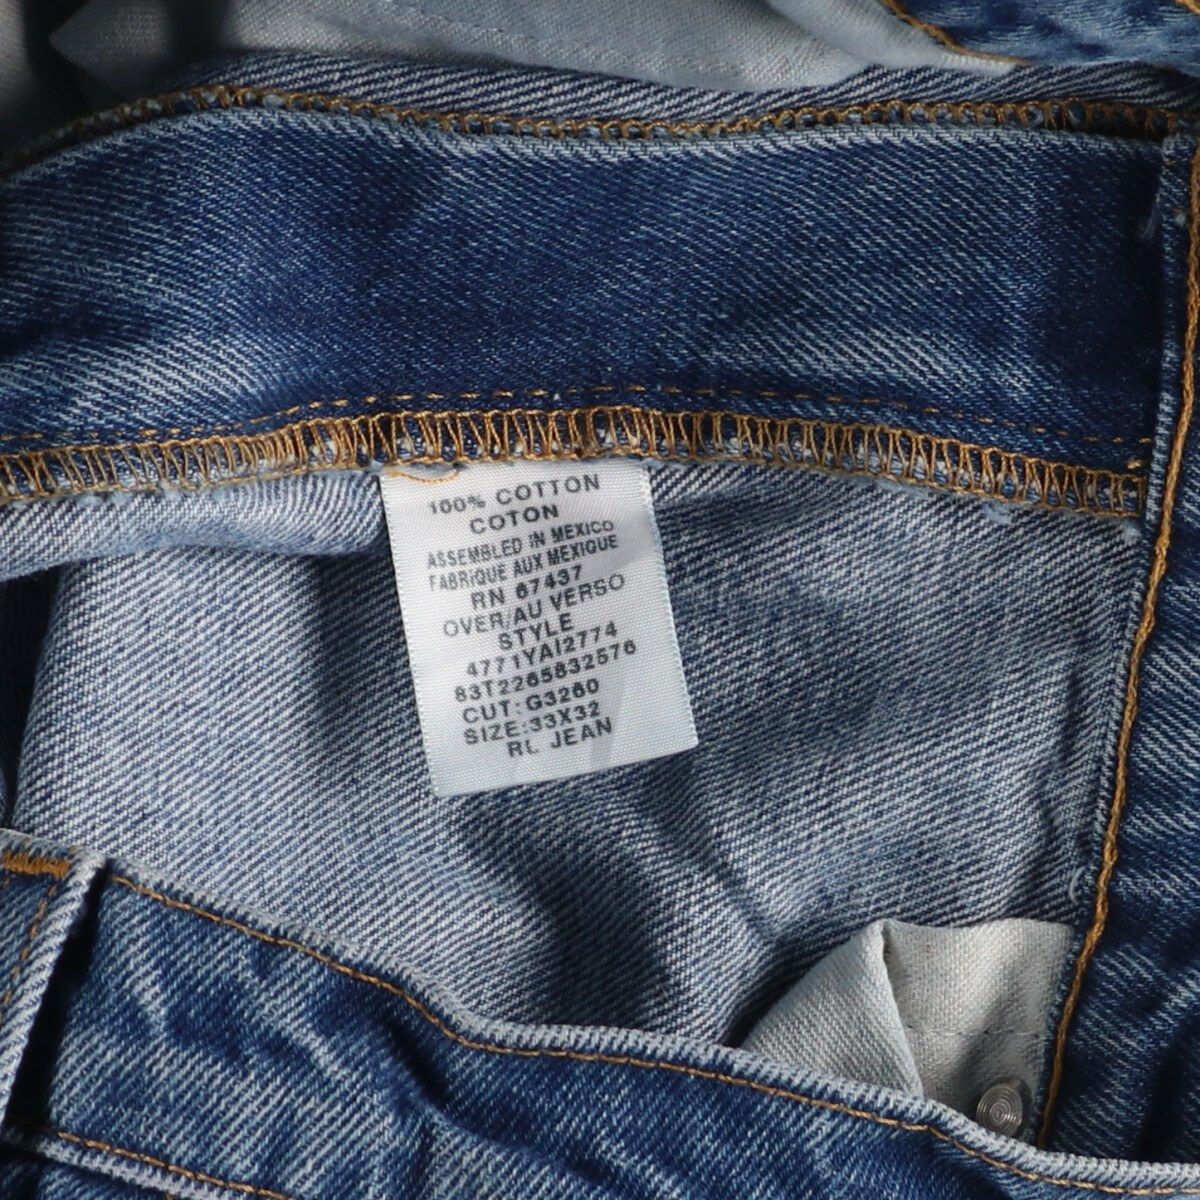 100% COTTON
COTON
ASSEMBLED IN MEXICO
FABRIQUE AUX MEXIQUE
RN 67437
OVER/AU VERSO
STYLE
4771YAI2774
83T2265832576
CUT: G3260
SIZE:33X32
RL JEAN